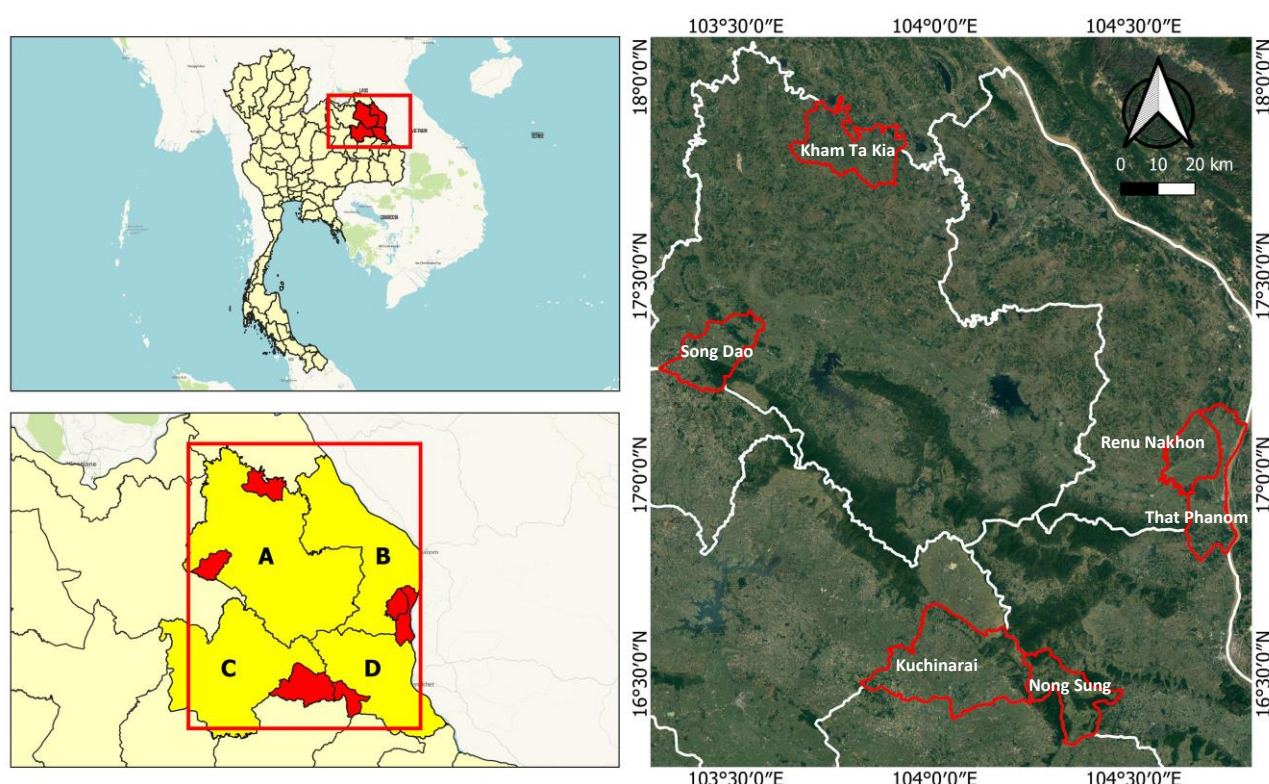 103°30′0″E 104°0′0″E 104°30′0″E
18°0′0″N
18°0′0″N
Kham Ta Kia
0 10 20 km
17°30′0″N
17°30′0″N
Song Dao
Renu Nakhon
17°0′0″N
17°0′0″N
That Phanom
Kuchinarai
Nong Sung
16°30′0″N
16°30′0″N
103°30′0″E 104°0′0″E 104°30′0″E
LAOS
CAMBODIA
A
B
C
D